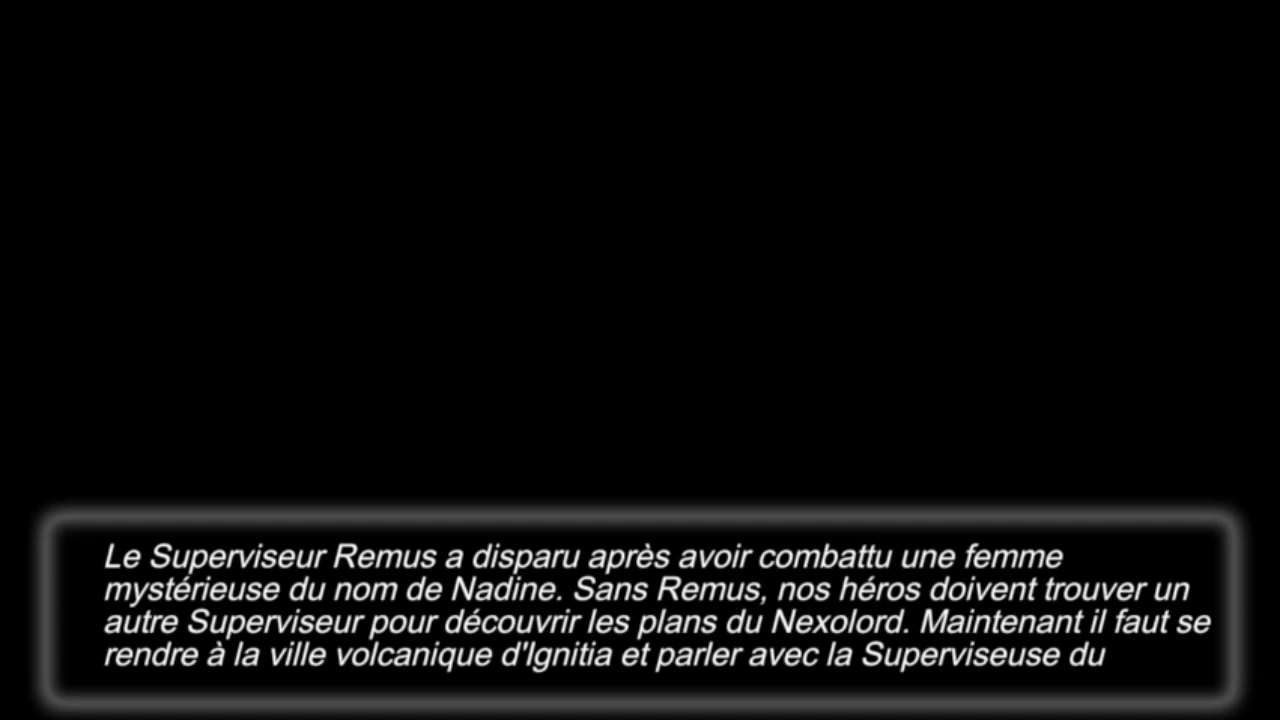 Le Superviseur Remus a disparu après avoir combattu une femme
mystérieuse du nom de Nadine. Sans Remus, nos héros doivent trouver un
autre Superviseur pour découvrir les plans du Nexolord. Maintenant il faut se
rendre à la ville volcanique d'Ignitia et parler avec la Superviseuse du